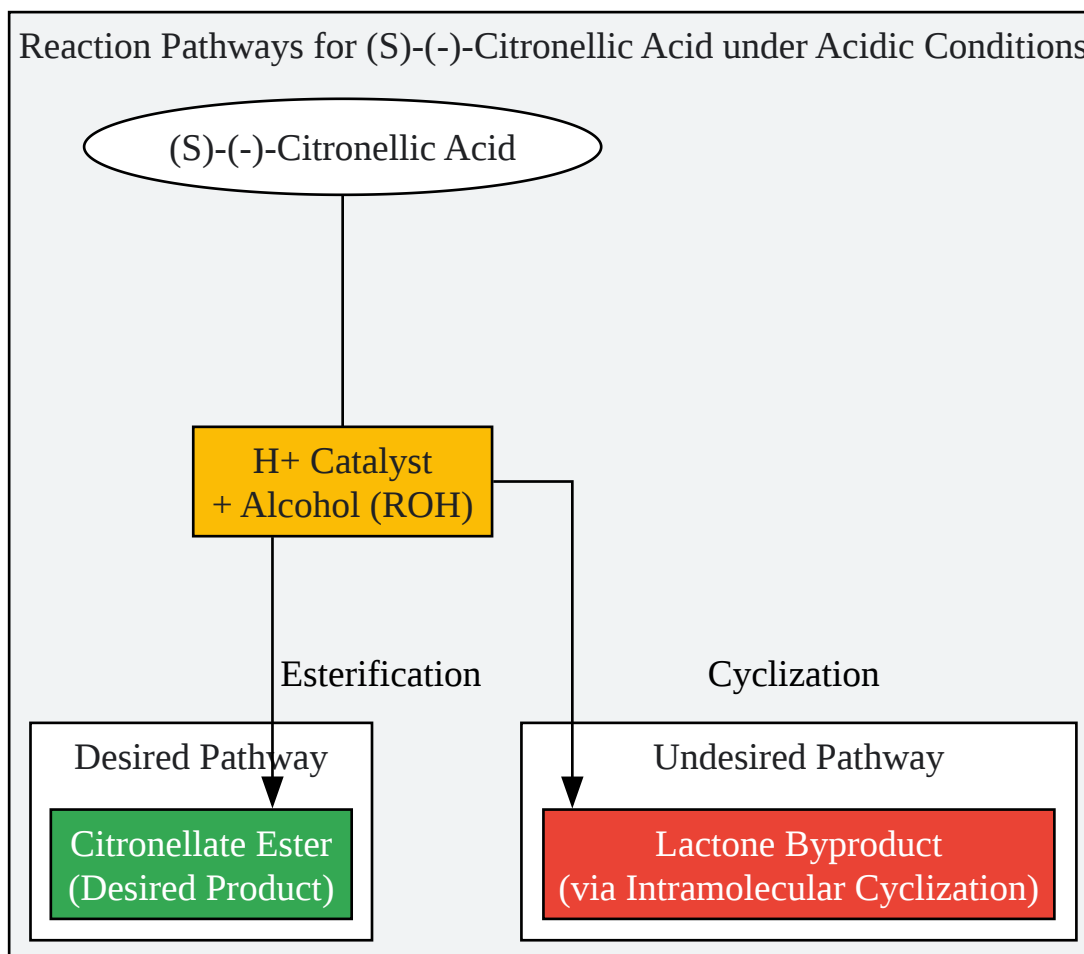 Reaction Pathways for (S)-(-)-Citronellic Acid under Acidic Conditions
(S)-(-)-Citronellic Acid
H+ Catalyst
+ Alcohol (ROH)
Esterification
Cyclization
Desired Pathway
Undesired Pathway
Citronellate Ester
(Desired Product)
Lactone Byproduct
(via Intramolecular Cyclization)